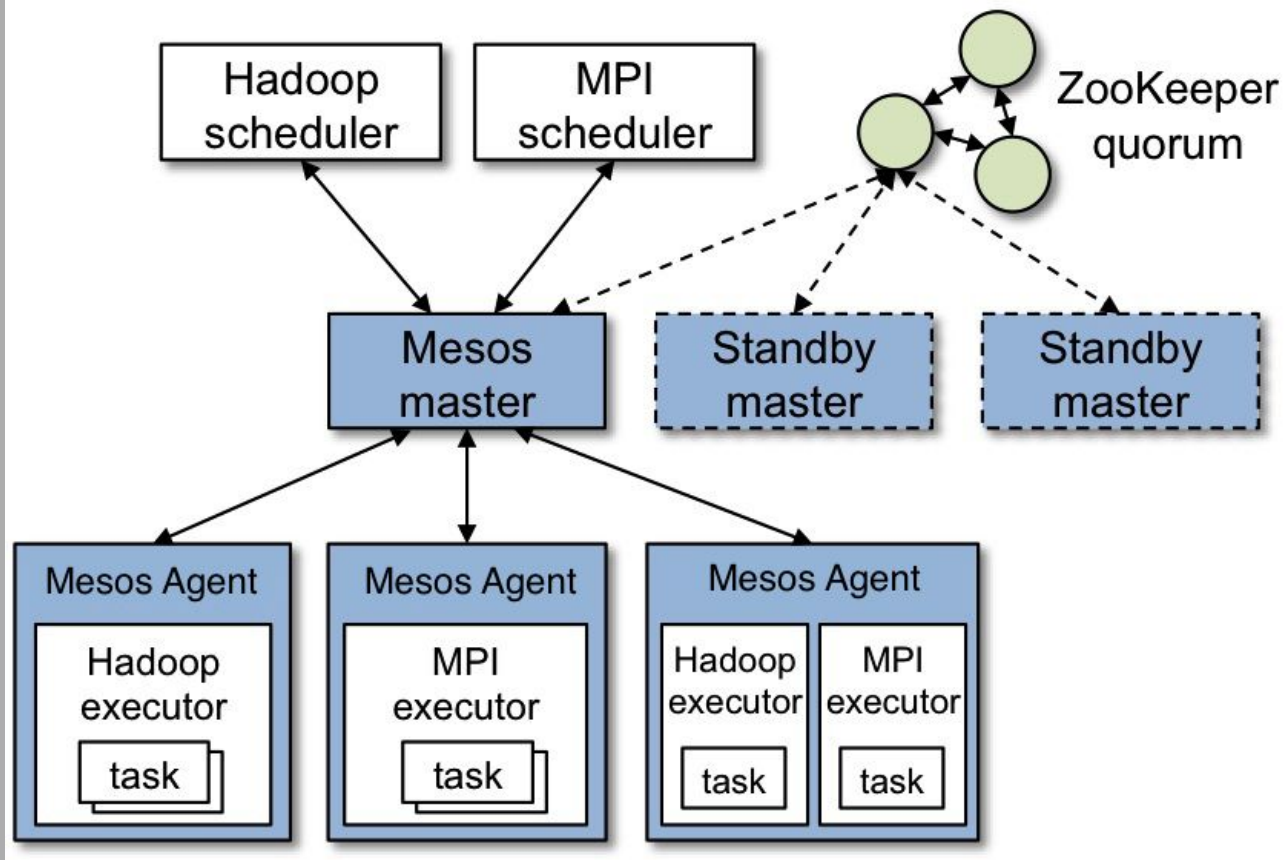 Hadoop
scheduler
MPI
scheduler
ZooKeeper
quorum
Mesos
master
Standby
master
Standby
master
Mesos Agent
Hadoop
executor
task
Mesos Agent
MPI
executor
task
Mesos Agent
Hadoop
executor
task
MPI
executor
task